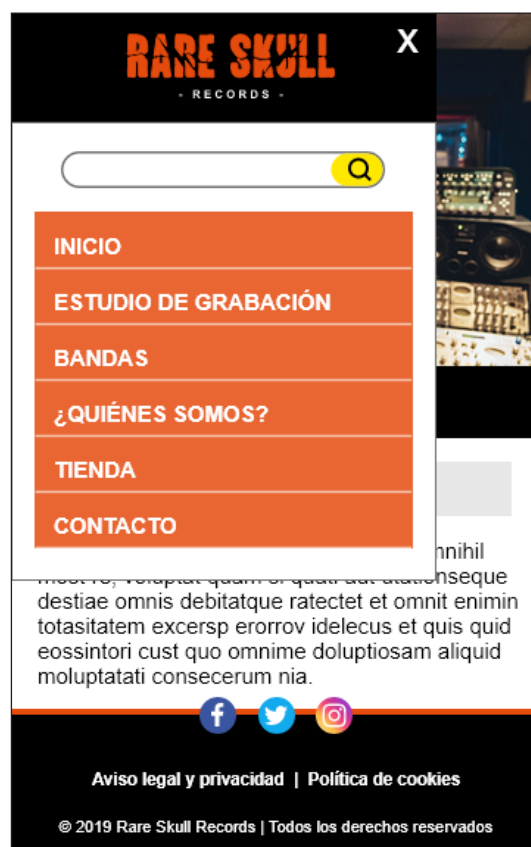 RARE SKULL
- RECORDS -
X
INICIO
ESTUDIO DE GRABACIÓN
BANDAS
¿QUIÉNES SOMOS?
TIENDA
CONTACTO
destiae omnis debitatque ratectet et omnit enimin
totasitatem excersp erorrov idelecus et quis quid
eossintori cust quo omnime doluptiosam aliquid
moluptatati consecerum nia.
Aviso legal y privacidad | Política de cookies
© 2019 Rare Skull Records | Todos los derechos reservados